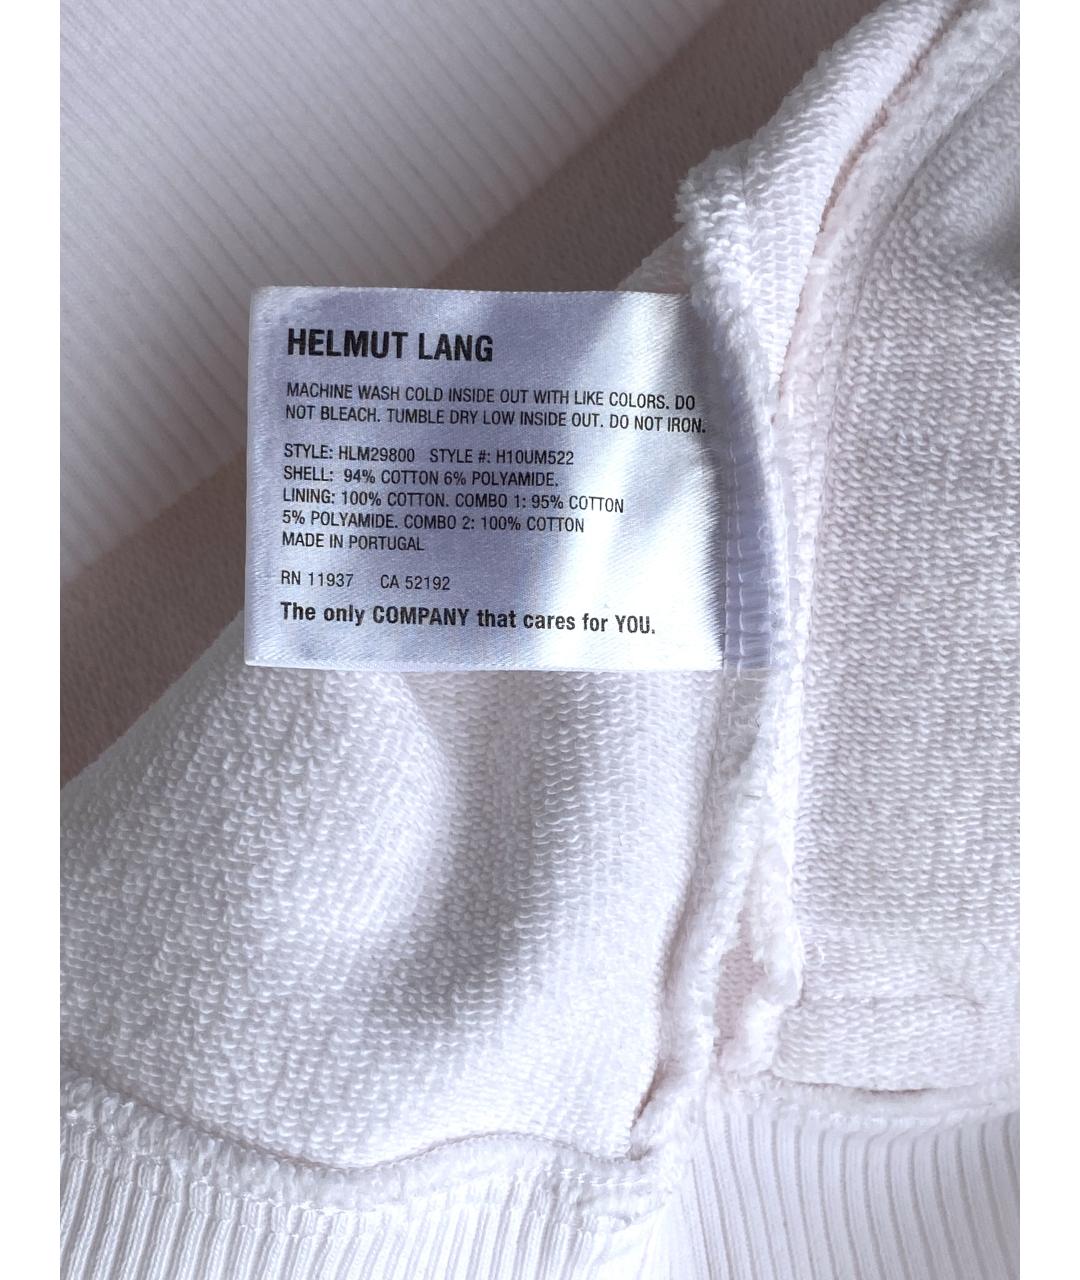 HELMUT LANG
MACHINE WASH COLD INSIDE OUT WITH LIKE COLORS. DO
NOT BLEACH. TUMBLE DRY LOW INSIDE OUT. DO NOT IRON.
STYLE: HLM29800 STYLE #: H10UM522
SHELL: 94% COTTON 6% POLYAMIDE.
LINING: 100% COTTON. COMBO 1: 95% COTTON
5% POLYAMIDE. COMBO 2: 100% COTTON
MADE IN PORTUGAL
RN 11937 CA 52192
The only COMPANY that cares for YOU.